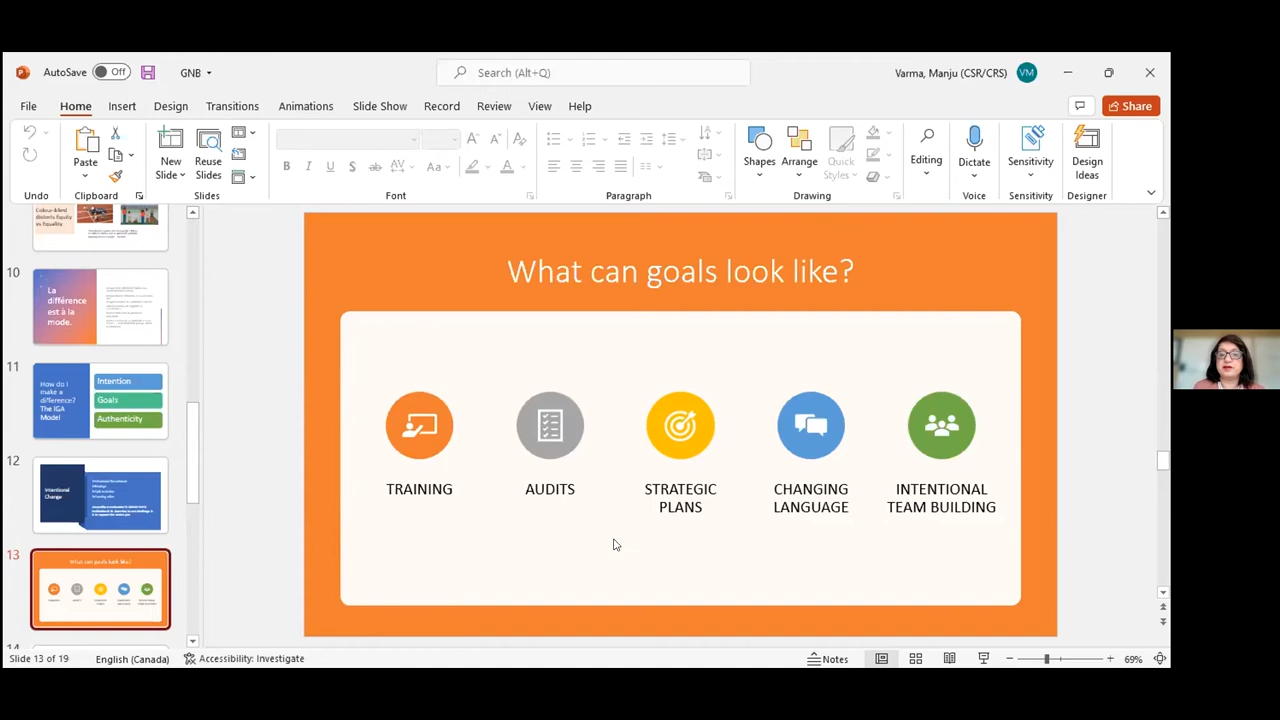 AutoSave Off GNB Search (Alt+Q) Varma, Manju (CSR/CRS) VM
File Home Insert Design Transitions Animations Slide Show Record Review View Help Share
Paste New Slide Reuse Slides Shapes Arrange Quick Styles Editing Dictate Sensitivity Design Ideas
Undo Clipboard Slides Font Paragraph Drawing Voice Sensitivity Designer
10
La
différence
est à la
mode.
11
How do I
make a
difference?
The IGA
Model
Intention
Goals
Authenticity
12
Intentional
Change
13
What can goals look like?
What can goals look like?
TRAINING
AUDITS
STRATEGIC
PLANS
CHANGING
LANGUAGE
INTENTIONAL
TEAM BUILDING
Slide 13 of 19 English (Canada) Accessibility: Investigate Notes 69%